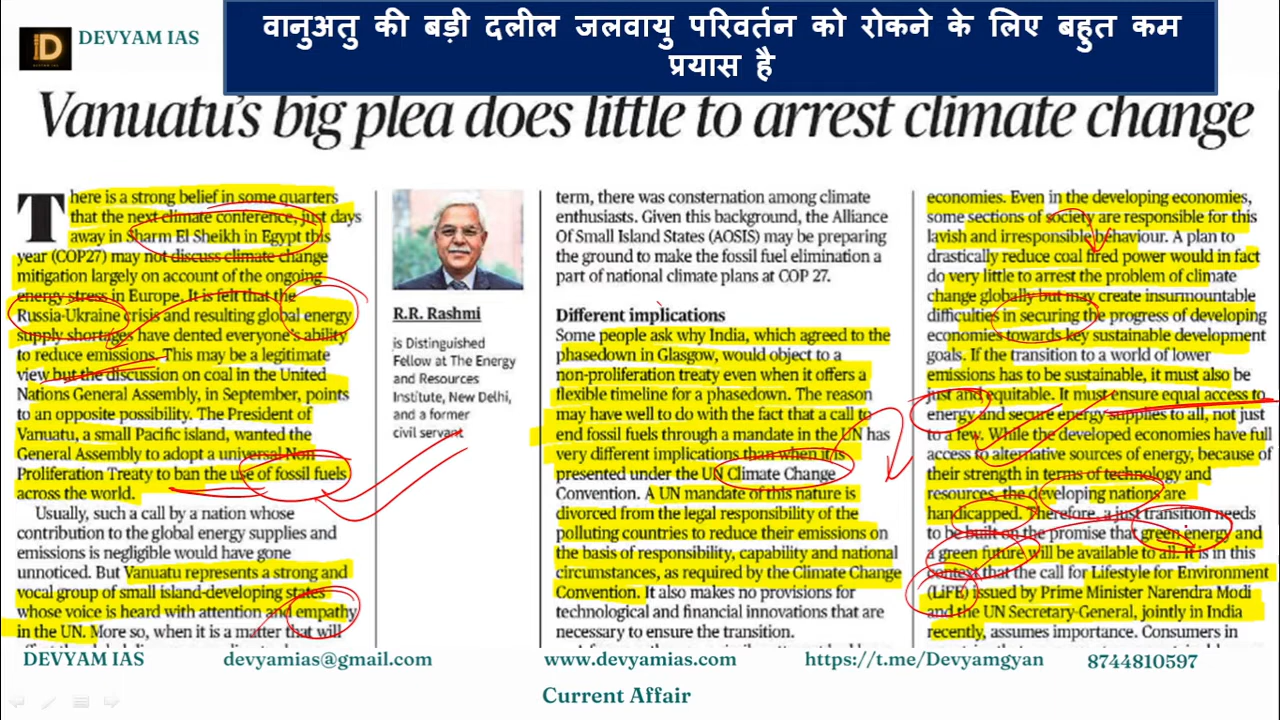 DEVYAM IAS
वानुअतु की बड़ी दलील जलवायु परिवर्तन को रोकने के लिए बहुत कम
प्रयास है
Vanuatu's big plea does little to arrest climate change
There is a strong belief in some quarters
that the next climate conference, just days
away in Sharm El Sheikh in Egypt this
year (COP27) may not discuss climate change
mitigation largely on account of the ongoing
energy stress in Europe. It is felt that the
Russia-Ukraine crisis and resulting global energy
supply shortages have dented everyone's ability
to reduce emissions. This may be a legitimate
view but the discussion on coal in the United
Nations General Assembly, in September, points
to an opposite possibility. The President of
Vanuatu, a small Pacific island, wanted the
General Assembly to adopt a universal Non
Proliferation Treaty to ban the use of fossil fuels
across the world.
Usually, such a call by a nation whose
contribution to the global energy supplies and
emissions is negligible would have gone
unnoticed. But Vanuatu represents a strong and
vocal group of small island-developing states
whose voice is heard with attention and empathy
in the UN. More so, when it is a matter that will
R.R. Rashmi
is Distinguished
Fellow at The Energy
and Resources
Institute, New Delhi,
and a former
civil servant
term, there was consternation among climate
enthusiasts. Given this background, the Alliance
Of Small Island States (AOSIS) may be preparing
the ground to make the fossil fuel elimination a
part of national climate plans at COP 27.
Different implications
Some people ask why India, which agreed to the
phasedown in Glasgow, would object to a
non-proliferation treaty even when it offers a
flexible timeline for a phasedown. The reason
may have well to do with the fact that a call to
end fossil fuels through a mandate in the UN has
very different implications than when it is
presented under the UN Climate Change
Convention. A UN mandate of this nature is
divorced from the legal responsibility of the
polluting countries to reduce their emissions on
the basis of responsibility, capability and national
circumstances, as required by the Climate Change
Convention. It also makes no provisions for
technological and financial innovations that are
necessary to ensure the transition.
economies. Even in the developing economies,
some sections of society are responsible for this
lavish and irresponsible behaviour. A plan to
drastically reduce coal fired power would in fact
do very little to arrest the problem of climate
change globally but may create insurmountable
difficulties in securing the progress of developing
economies towards key sustainable development
goals. If the transition to a world of lower
emissions has to be sustainable, it must also be
just and equitable. It must ensure equal access to
energy and secure energy supplies to all, not just
to a few. While the developed economies have full
access to alternative sources of energy, because of
their strength in terms of technology and
resources, the developing nations are
handicapped. Therefore, a just transition needs
to be built on the promise that green energy and
a green future will be available to all. It is in this
context that the call for Lifestyle for Environment
(LiFE) issued by Prime Minister Narendra Modi
and the UN Secretary-General, jointly in India
recently, assumes importance. Consumers in
DEVYAM IAS devyamias@gmail.com www.devyamias.com https://t.me/Devyamgyan 8744810597
Current Affair